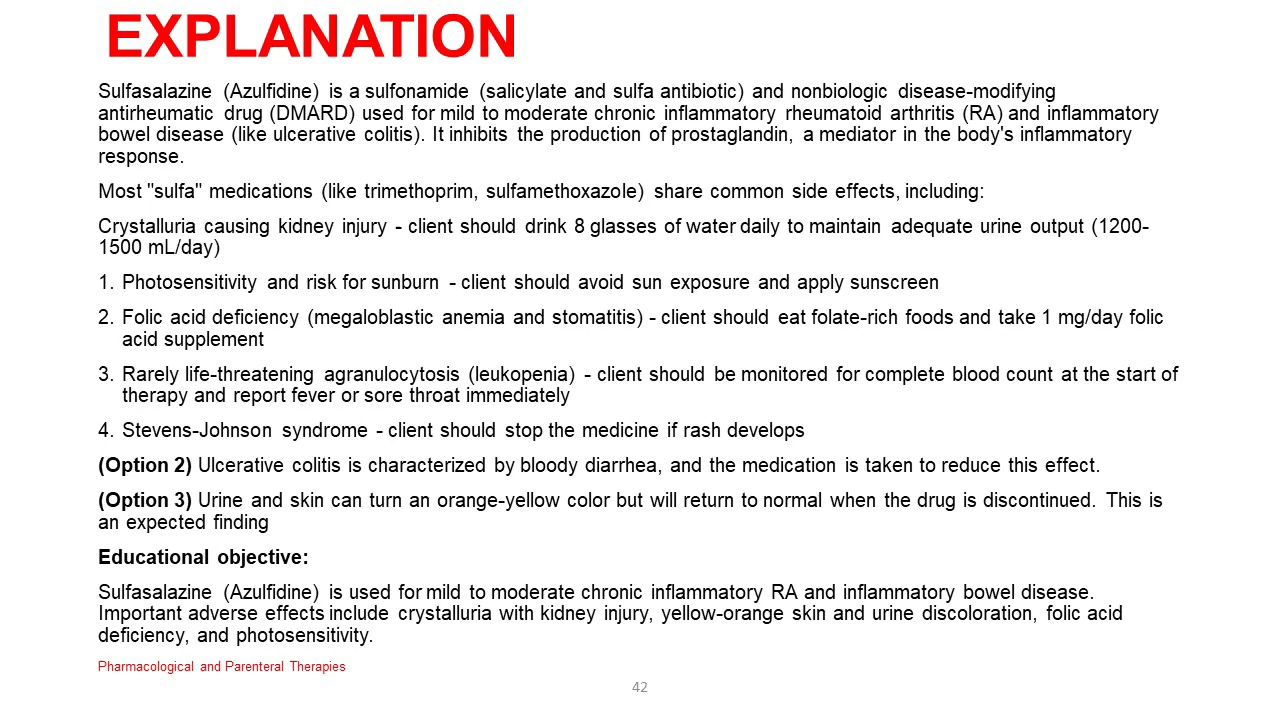 EXPLANATION
Sulfasalazine (Azulfidine) is a sulfonamide (salicylate and sulfa antibiotic) and nonbiologic disease-modifying
antirheumatic drug (DMARD) used for mild to moderate chronic inflammatory rheumatoid arthritis (RA) and inflammatory
bowel disease (like ulcerative colitis). It inhibits the production of prostaglandin, a mediator in the body's inflammatory
response.
Most "sulfa" medications (like trimethoprim, sulfamethoxazole) share common side effects, including:
Crystalluria causing kidney injury - client should drink 8 glasses of water daily to maintain adequate urine output (1200-
1500 mL/day)
1. Photosensitivity and risk for sunburn - client should avoid sun exposure and apply sunscreen
2. Folic acid deficiency (megaloblastic anemia and stomatitis) - client should eat folate-rich foods and take 1 mg/day folic
acid supplement
3. Rarely life-threatening agranulocytosis (leukopenia) - client should be monitored for complete blood count at the start of
therapy and report fever or sore throat immediately
4. Stevens-Johnson syndrome - client should stop the medicine if rash develops
(Option 2) Ulcerative colitis is characterized by bloody diarrhea, and the medication is taken to reduce this effect.
(Option 3) Urine and skin can turn an orange-yellow color but will return to normal when the drug is discontinued. This is
an expected finding
Educational objective:
Sulfasalazine (Azulfidine) is used for mild to moderate chronic inflammatory RA and inflammatory bowel disease.
Important adverse effects include crystalluria with kidney injury, yellow-orange skin and urine discoloration, folic acid
deficiency, and photosensitivity.
Pharmacological and Parenteral Therapies
42